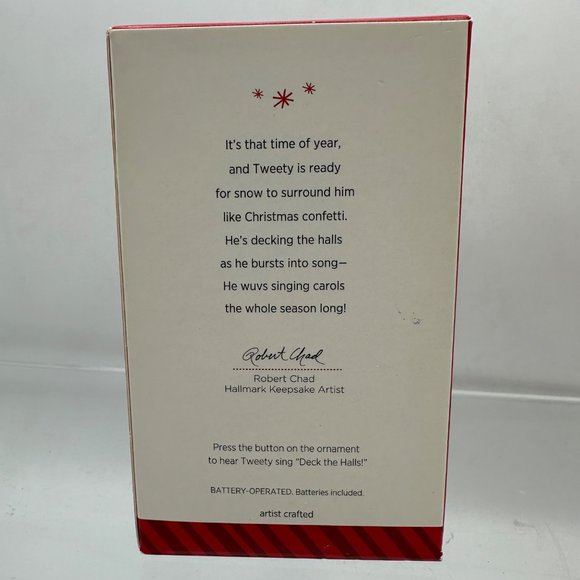 It's that time of year,
and Tweety is ready
for snow to surround him
like Christmas confetti.
He's decking the halls
as he bursts into song—
He wuvs singing carols
the whole season long!
Robert Chad
Robert Chad
Hallmark Keepsake Artist
Press the button on the ornament
to hear Tweety sing "Deck the Halls!"
BATTERY-OPERATED. Batteries included.
artist crafted